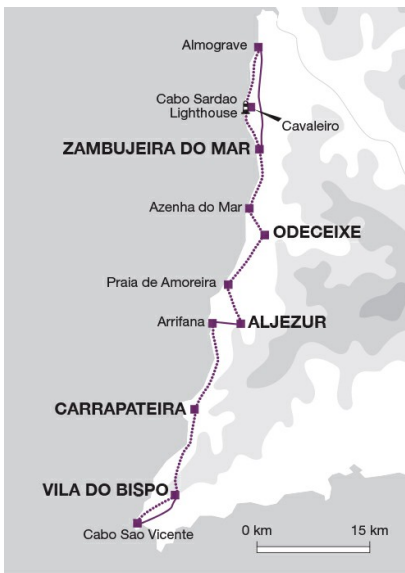 Almograve
Cabo Sardao
Lighthouse
Cavaleiro
ZAMBUJEIRA DO MAR
Azenha do Mar
ODECEIXE
Praia de Amoreira
Arrifana
ALJEZUR
CARRAPATEIRA
VILA DO BISPO
Cabo Sao Vicente
0 km
15 km